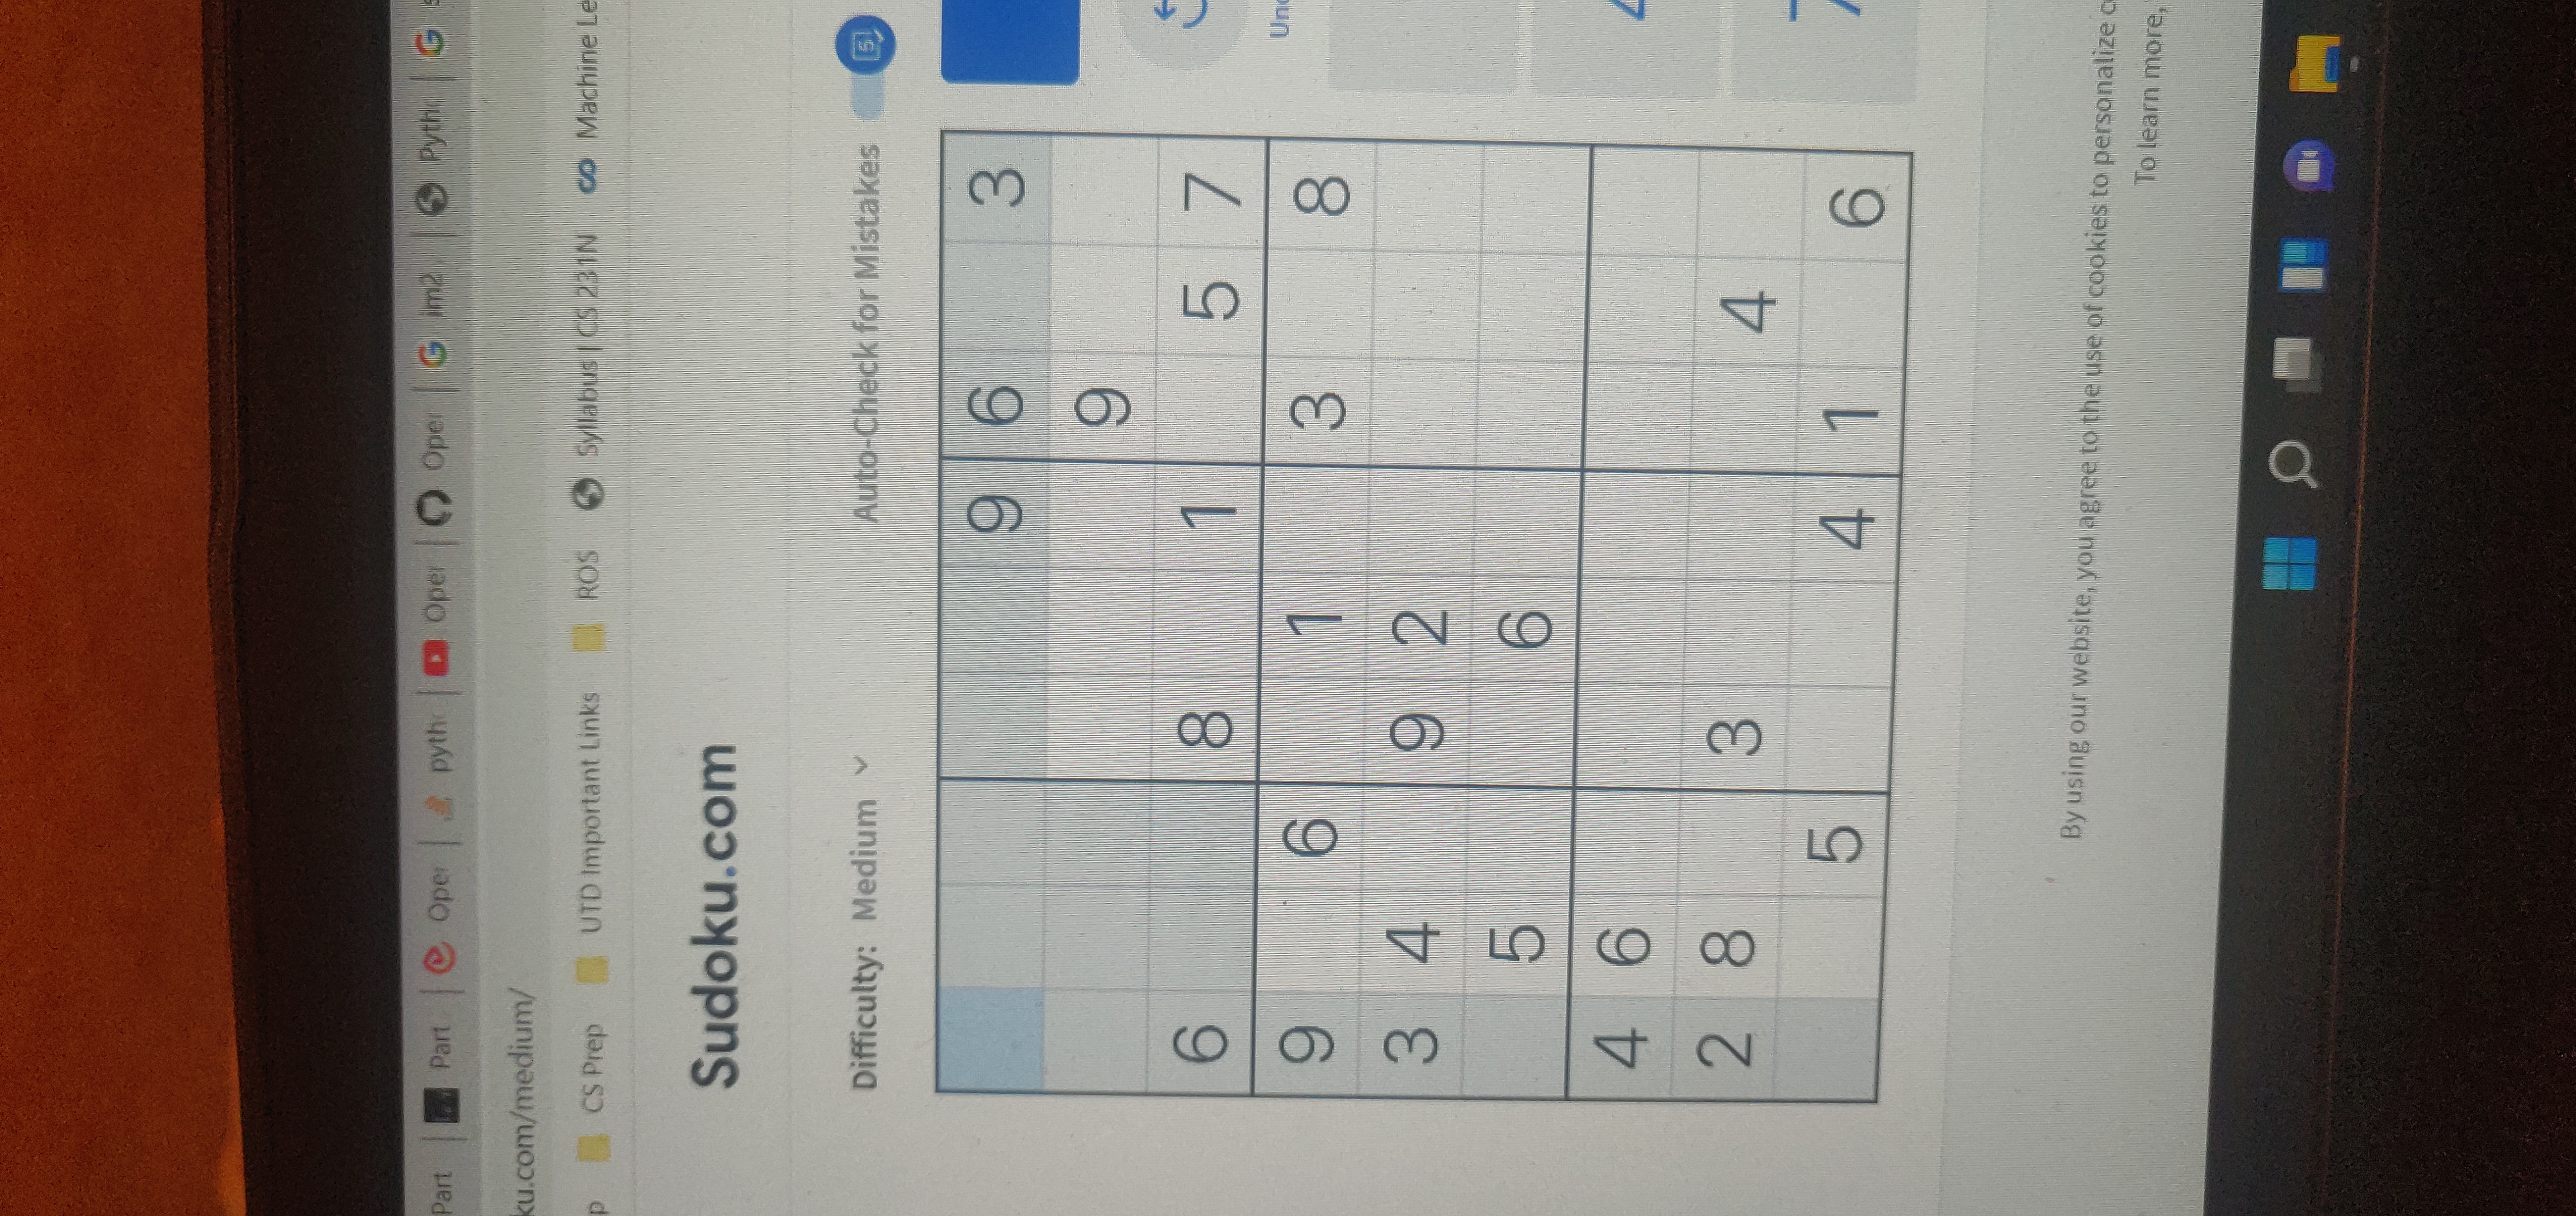 Part Part Oper pyth Oper Oper im2 Pyth
ku.com/medium/
p CS Prep UTD Important Links ROS Syllabus | CS 231N Machine Le
Sudoku.com
Difficulty: Medium Auto-Check for Mistakes 5
9 6 3
9
6 8 1 5 7
Und
9 6 1 3 8
3 4 9 2
5 6
4 6
4
2 8 3 4
7
5 4 1 6
By using our website, you agree to the use of cookies to personalize c
To learn more,